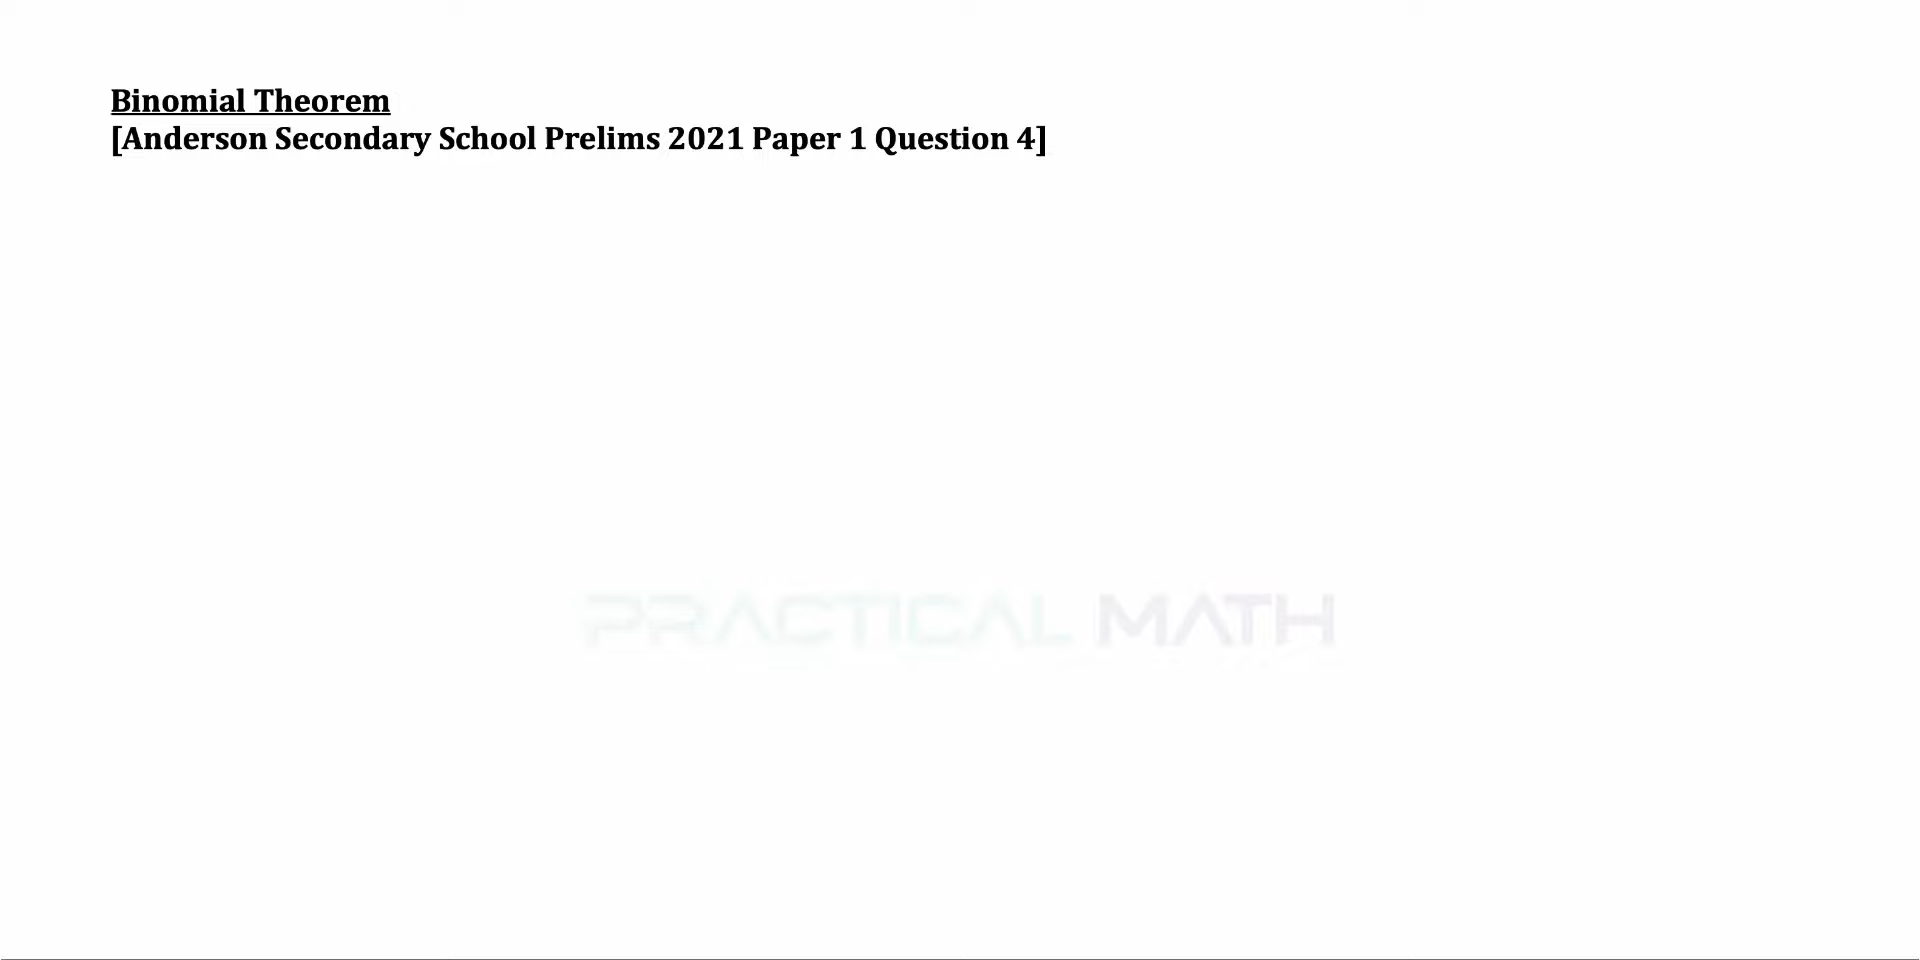 Binomial Theorem
[Anderson Secondary School Prelims 2021 Paper 1 Question 4]
PRACTICAL MATH